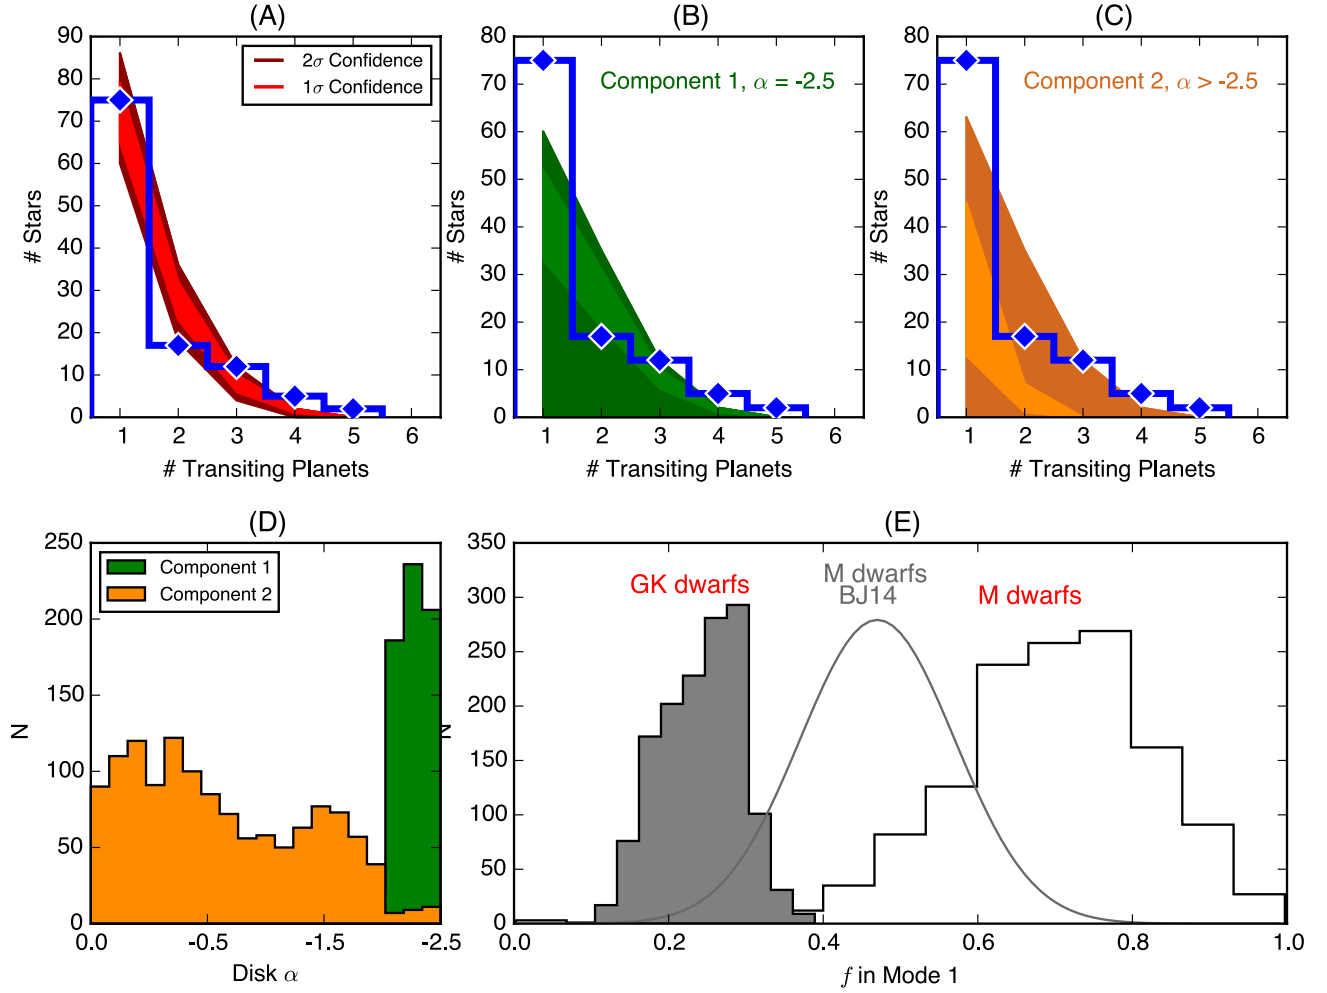 (A)
90
80
70
60
50
40
30
20
10
0
# Stars
2σ Confidence
1σ Confidence
1 2 3 4 5 6
# Transiting Planets
(B)
80
70
60
50
40
30
20
10
0
# Stars
Component 1, α = -2.5
1 2 3 4 5 6
# Transiting Planets
(C)
80
70
60
50
40
30
20
10
0
# Stars
Component 2, α > -2.5
1 2 3 4 5 6
# Transiting Planets
(D)
250
200
150
100
50
0
N
Component 1
Component 2
0.0 -0.5 -1.5 -2.5
Disk α
(E)
350
300
250
200
150
100
50
0
N
GK dwarfs
M dwarfs
BJ14
M dwarfs
0.0 0.2 0.4 0.6 0.8 1.0
f in Mode 1